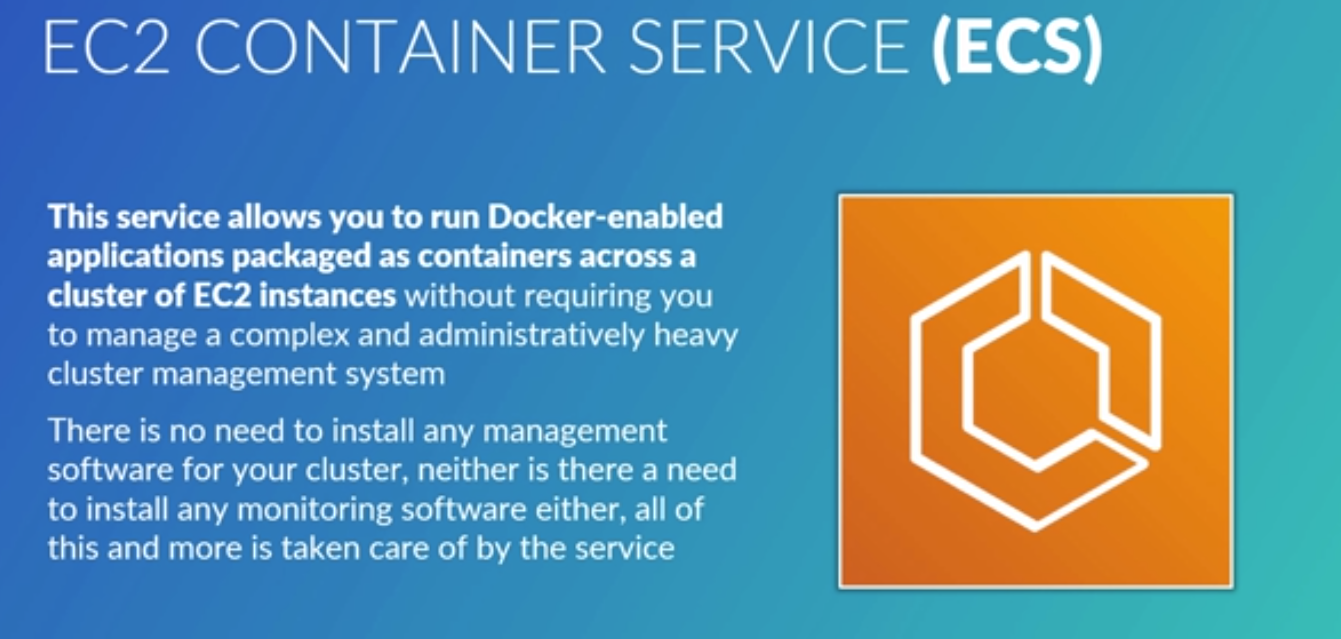 EC2 CONTAINER SERVICE (ECS)
This service allows you to run Docker-enabled
applications packaged as containers across a
cluster of EC2 instances without requiring you
to manage a complex and administratively heavy
cluster management system
There is no need to install any management
software for your cluster, neither is there a need
to install any monitoring software either, all of
this and more is taken care of by the service